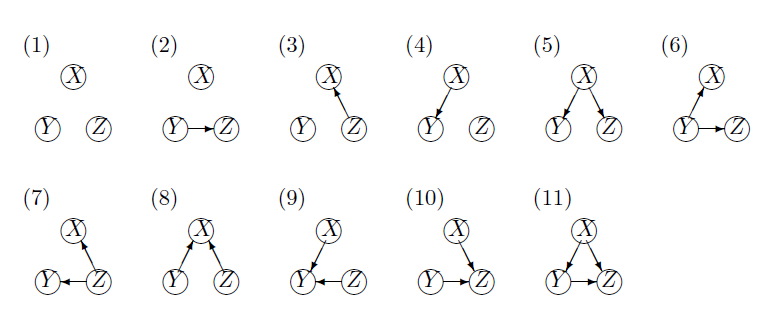 (1) (2) (3) (4) (5) (6)
X X X X X X
Y Z Y Z Y Z Y Z Y Z Y Z
(7) (8) (9) (10) (11)
X X X X X
Y Z Y Z Y Z Y Z Y Z